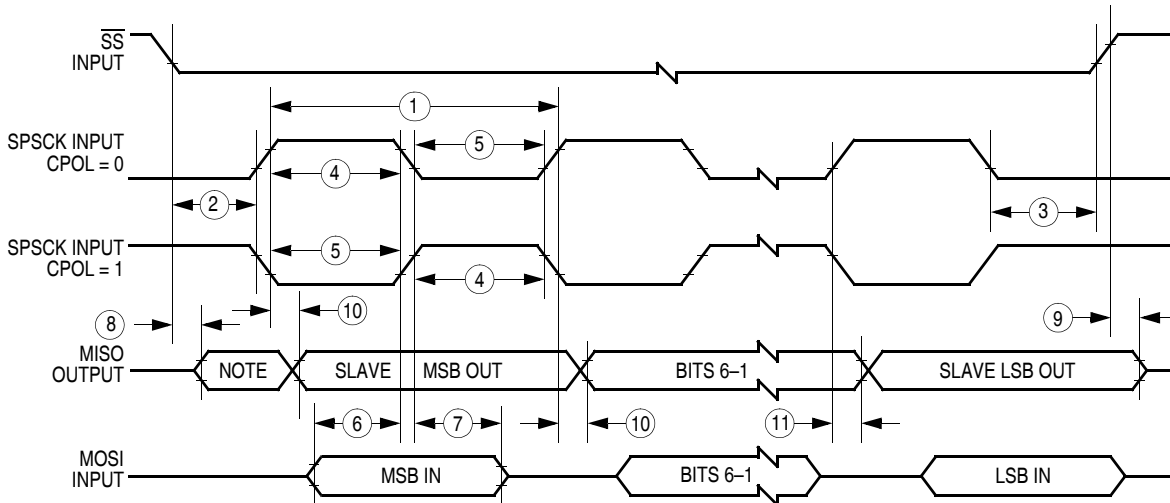 SS
INPUT
1
SPSCK INPUT
CPOL = 0
5
4
2
3
SPSCK INPUT
CPOL = 1
5
4
8
10
9
MISO
OUTPUT
NOTE
SLAVE
MSB OUT
BITS 6–1
SLAVE LSB OUT
6
7
10
11
MOSI
INPUT
MSB IN
BITS 6–1
LSB IN